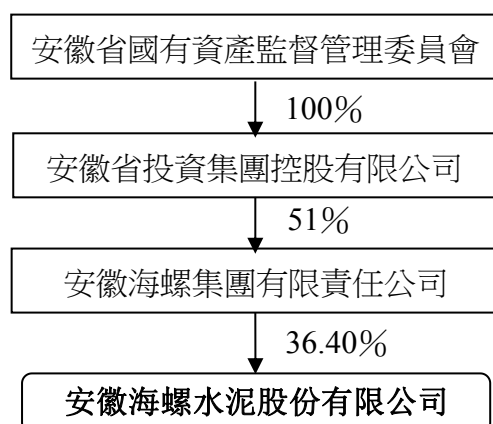 安徽省國有資產監督管理委員會
100%
安徽省投資集團控股有限公司
51%
安徽海螺集團有限責任公司
36.40%
安徽海螺水泥股份有限公司